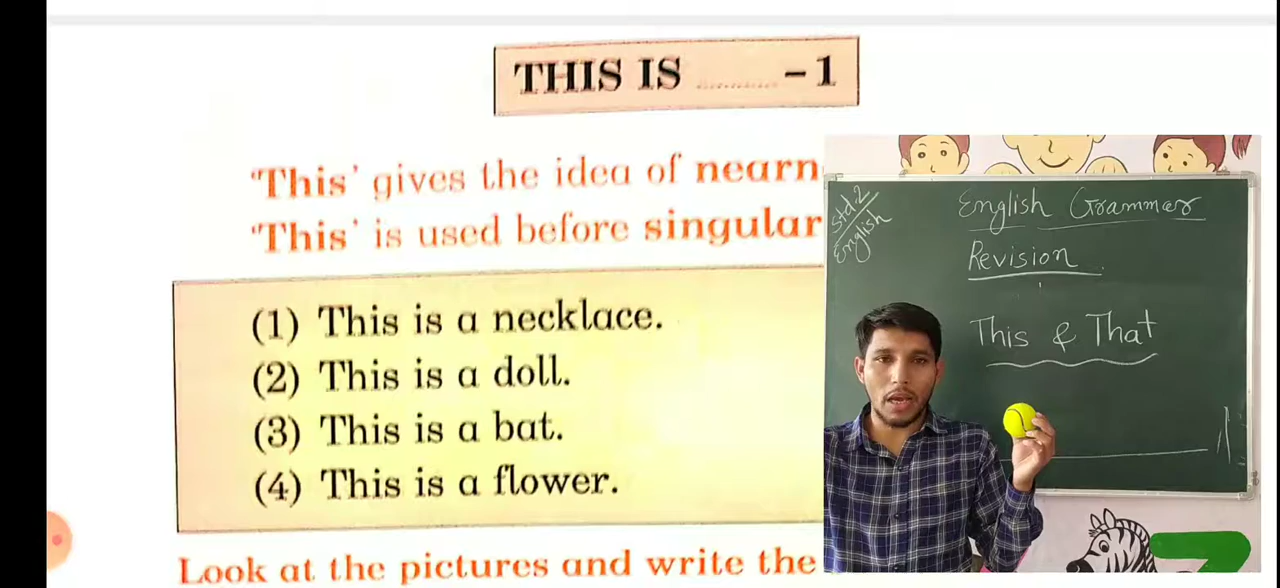 THIS IS ........... – 1
'This' gives the idea of nearn
'This' is used before singular
(1) This is a necklace.
(2) This is a doll.
(3) This is a bat.
(4) This is a flower.
Look at the pictures and write the
Std-2
English
English Grammar
Revision
This & That